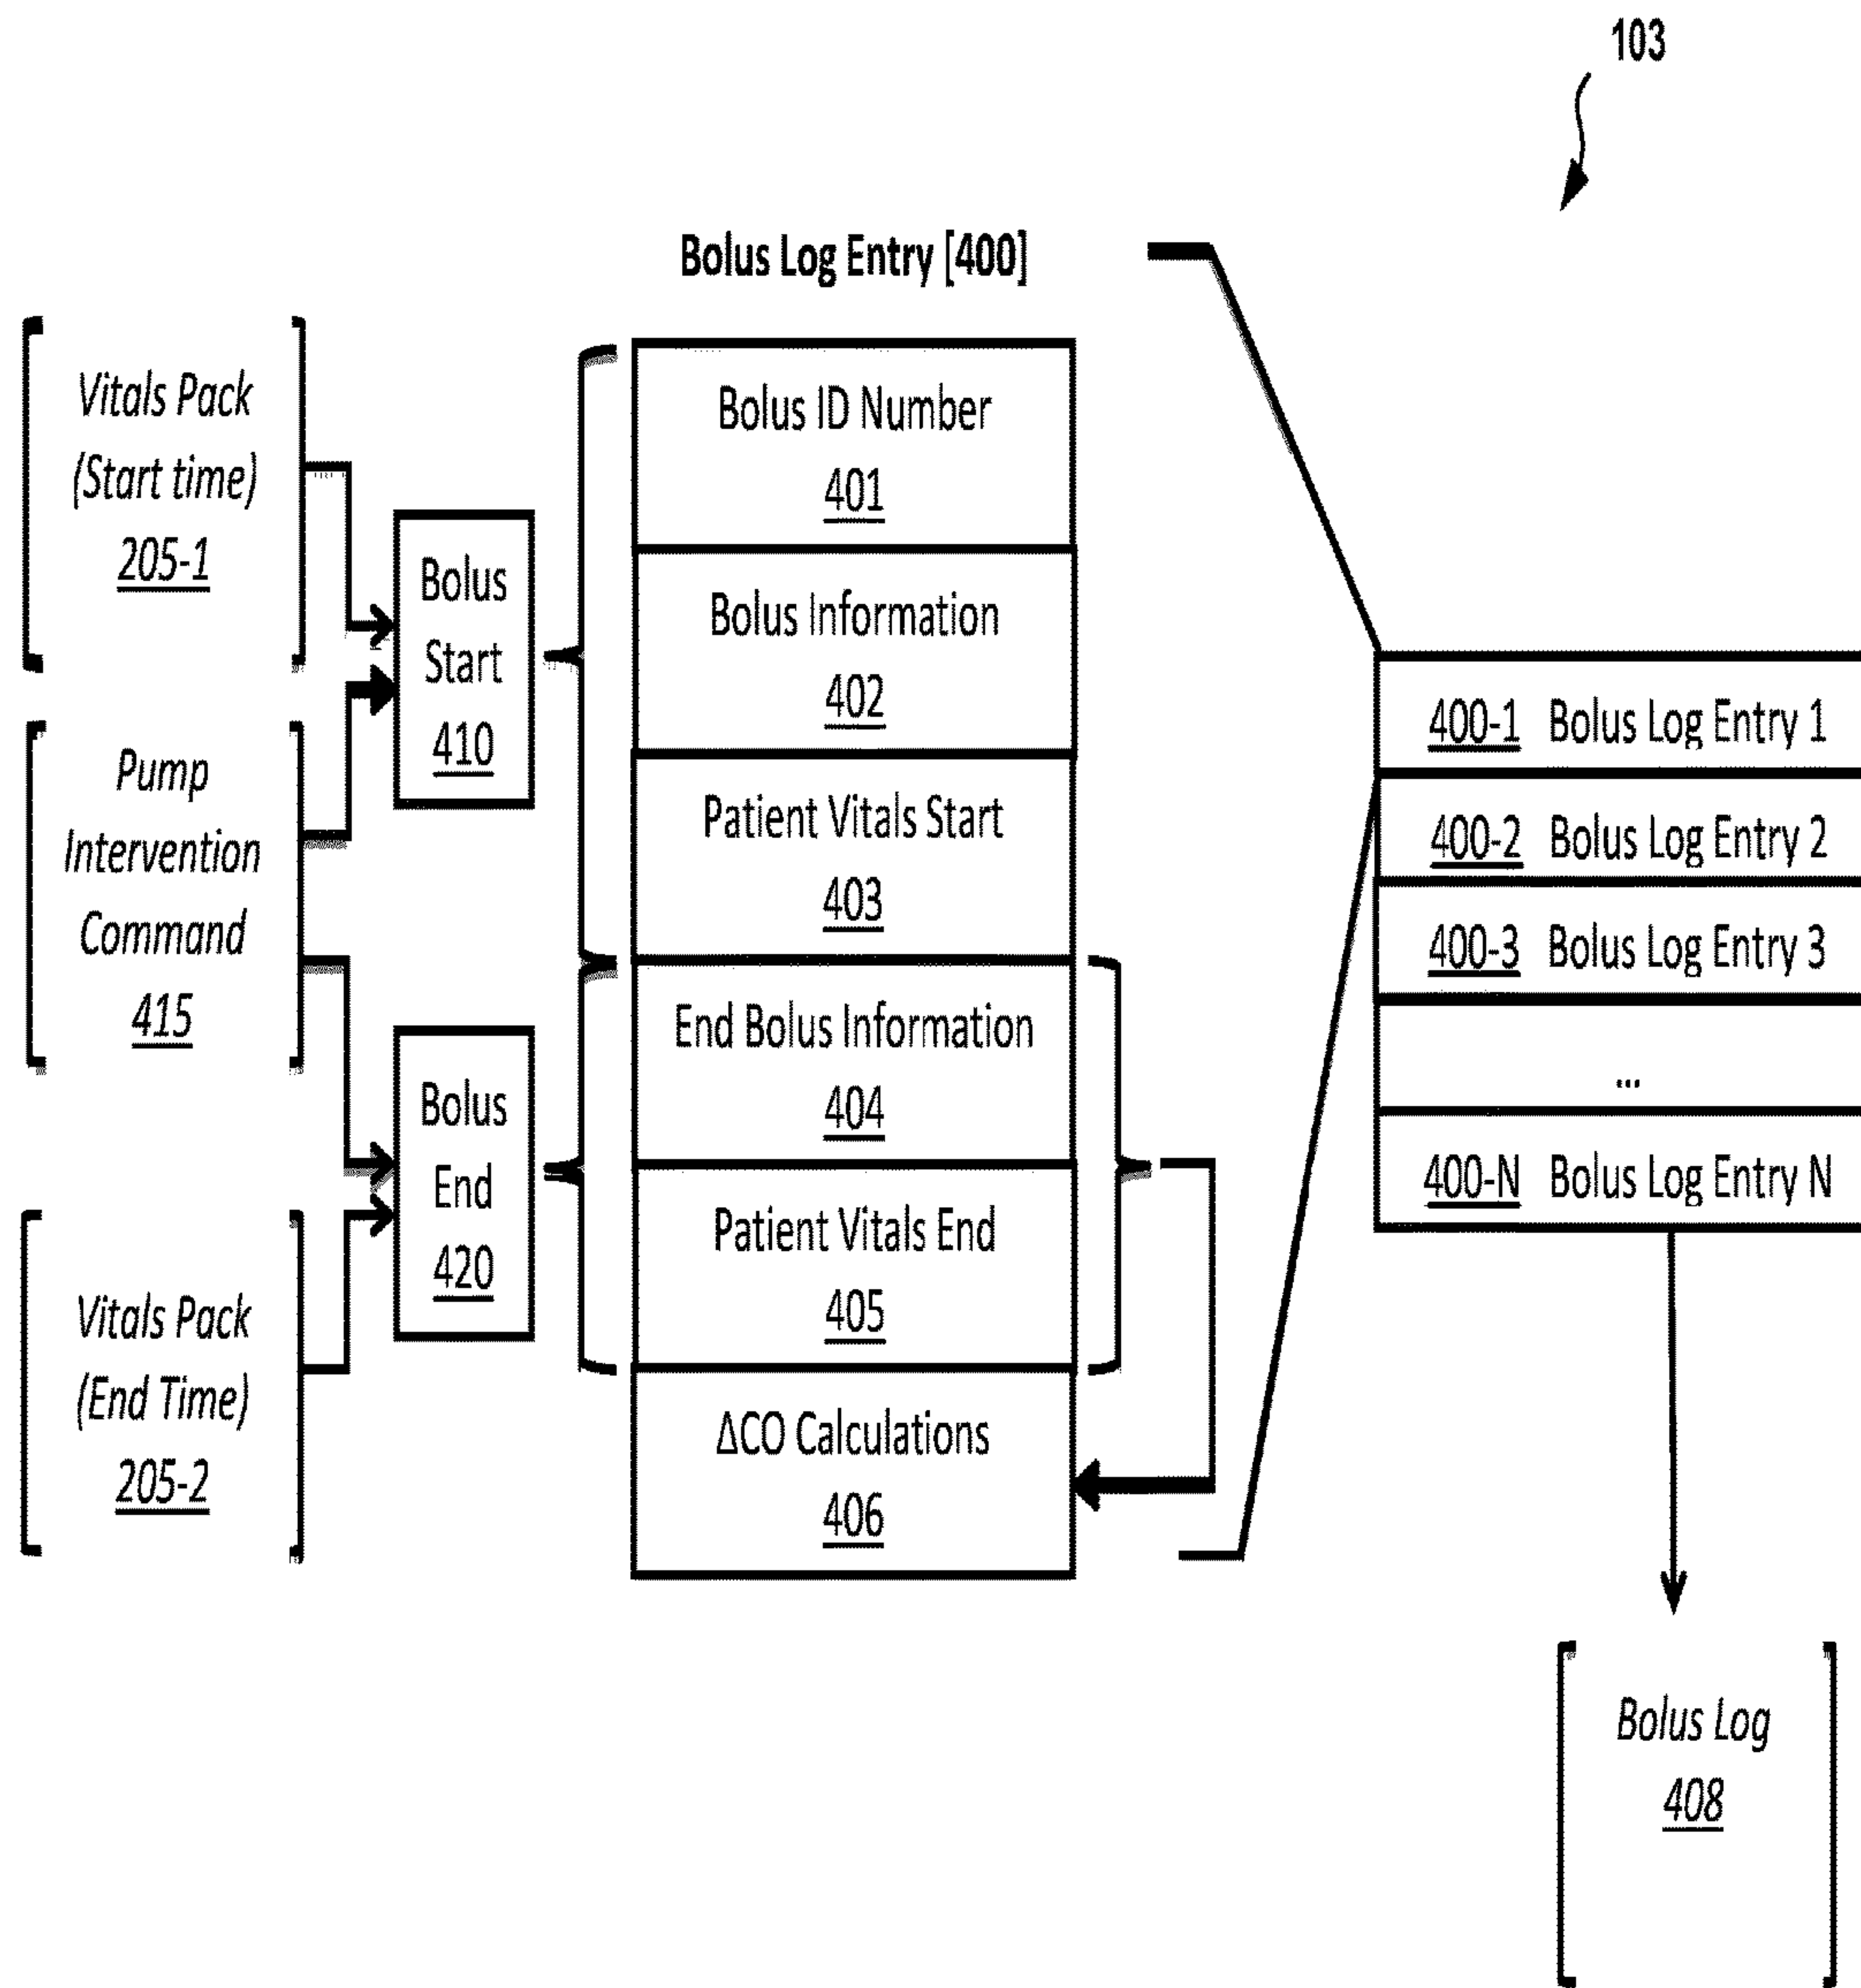 103
Bolus Log Entry [400]
Vitals Pack
(Start time)
205-1
Pump
Intervention
Command
415
Vitals Pack
(End Time)
205-2
Bolus
Start
410
Bolus
End
420
Bolus ID Number
401
Bolus Information
402
Patient Vitals Start
403
End Bolus Information
404
Patient Vitals End
405
ΔCO Calculations
406
400-1 Bolus Log Entry 1
400-2 Bolus Log Entry 2
400-3 Bolus Log Entry 3
...
400-N Bolus Log Entry N
Bolus Log
408